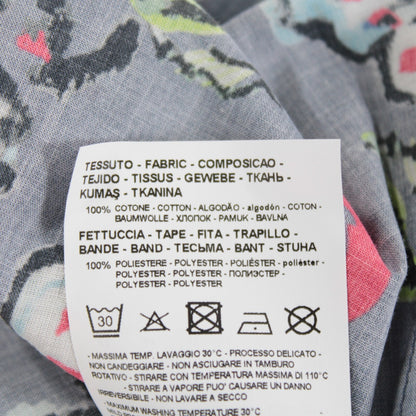 TESSUTO - FABRIC - COMPOSICAO -
TEJIDO - TISSUS - GEWEBE - ТКАНЬ -
KUMAŞ - TKANINA
100% COTONE - COTTON - ALGODÃO - algodón - COTON -
BAUMWOLLE - ХЛОПОК - PAMUK - BAVLNA
FETTUCCIA - TAPE - FITA - TRAPILLO -
BANDE - BAND - ТЕСЬМА - BANT - STUHA
100% POLIESTERE - POLYESTER - POLIÉSTER - poliéster -
POLYESTER - POLYESTER - ПОЛИЭСТЕР -
POLYESTER - POLYESTER
30
- MASSIMA TEMP. LAVAGGIO 30°C - PROCESSO DELICATO -
NON CANDEGGIARE - NON ASCIUGARE IN TAMBURO
ROTATIVO - STIRARE CON TEMPERATURA MASSIMA DI 110°C
- STIRARE A VAPORE PUO' CAUSARE UN DANNO
IRREVERSIBILE - NON LAVARE A SECCO
- MAXIMUM WASHING TEMPERATURE 30°C